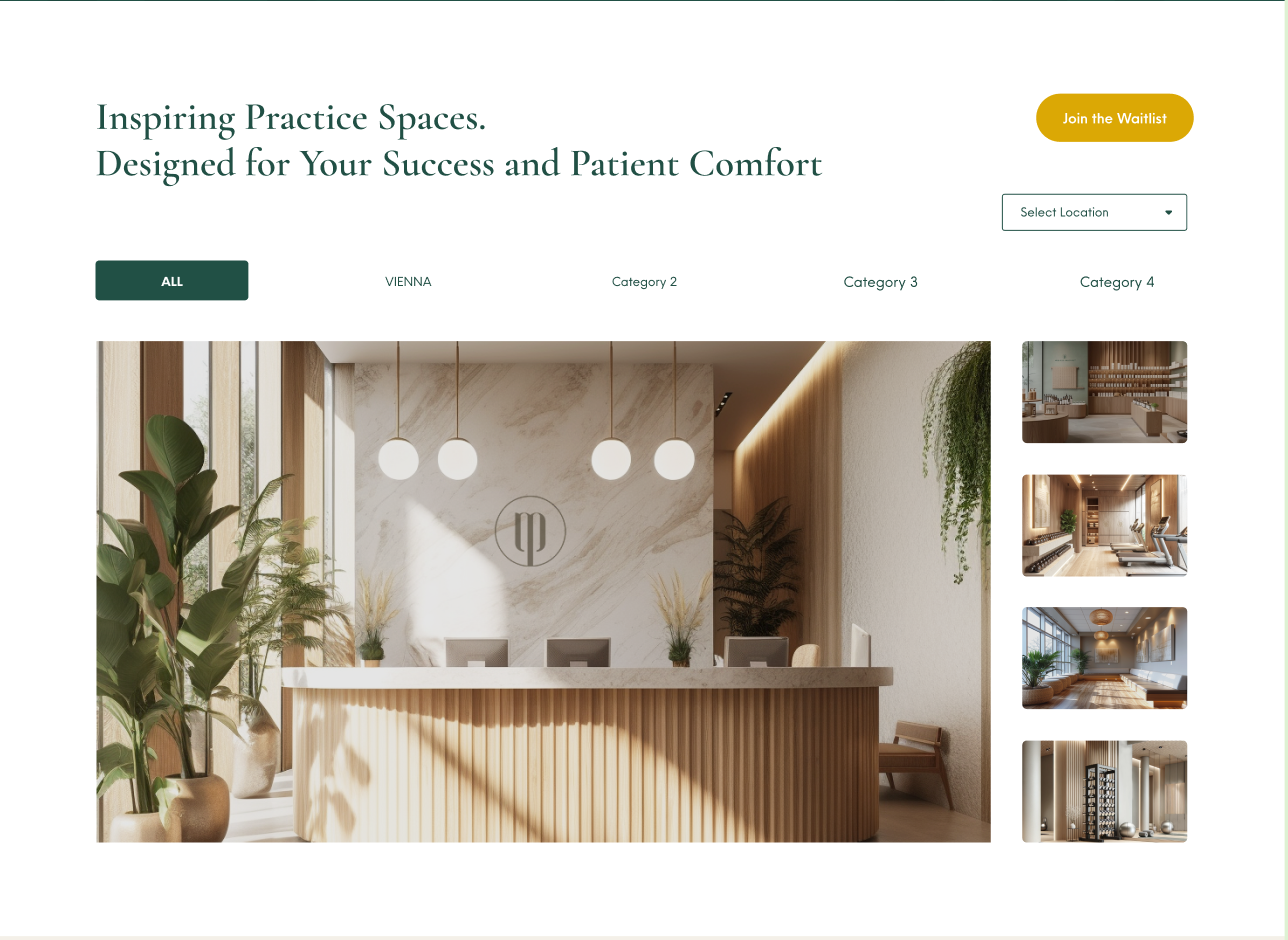 Inspiring Practice Spaces.
Designed for Your Success and Patient Comfort
Join the Waitlist
Select Location
ALL
VIENNA
Category 2
Category 3
Category 4